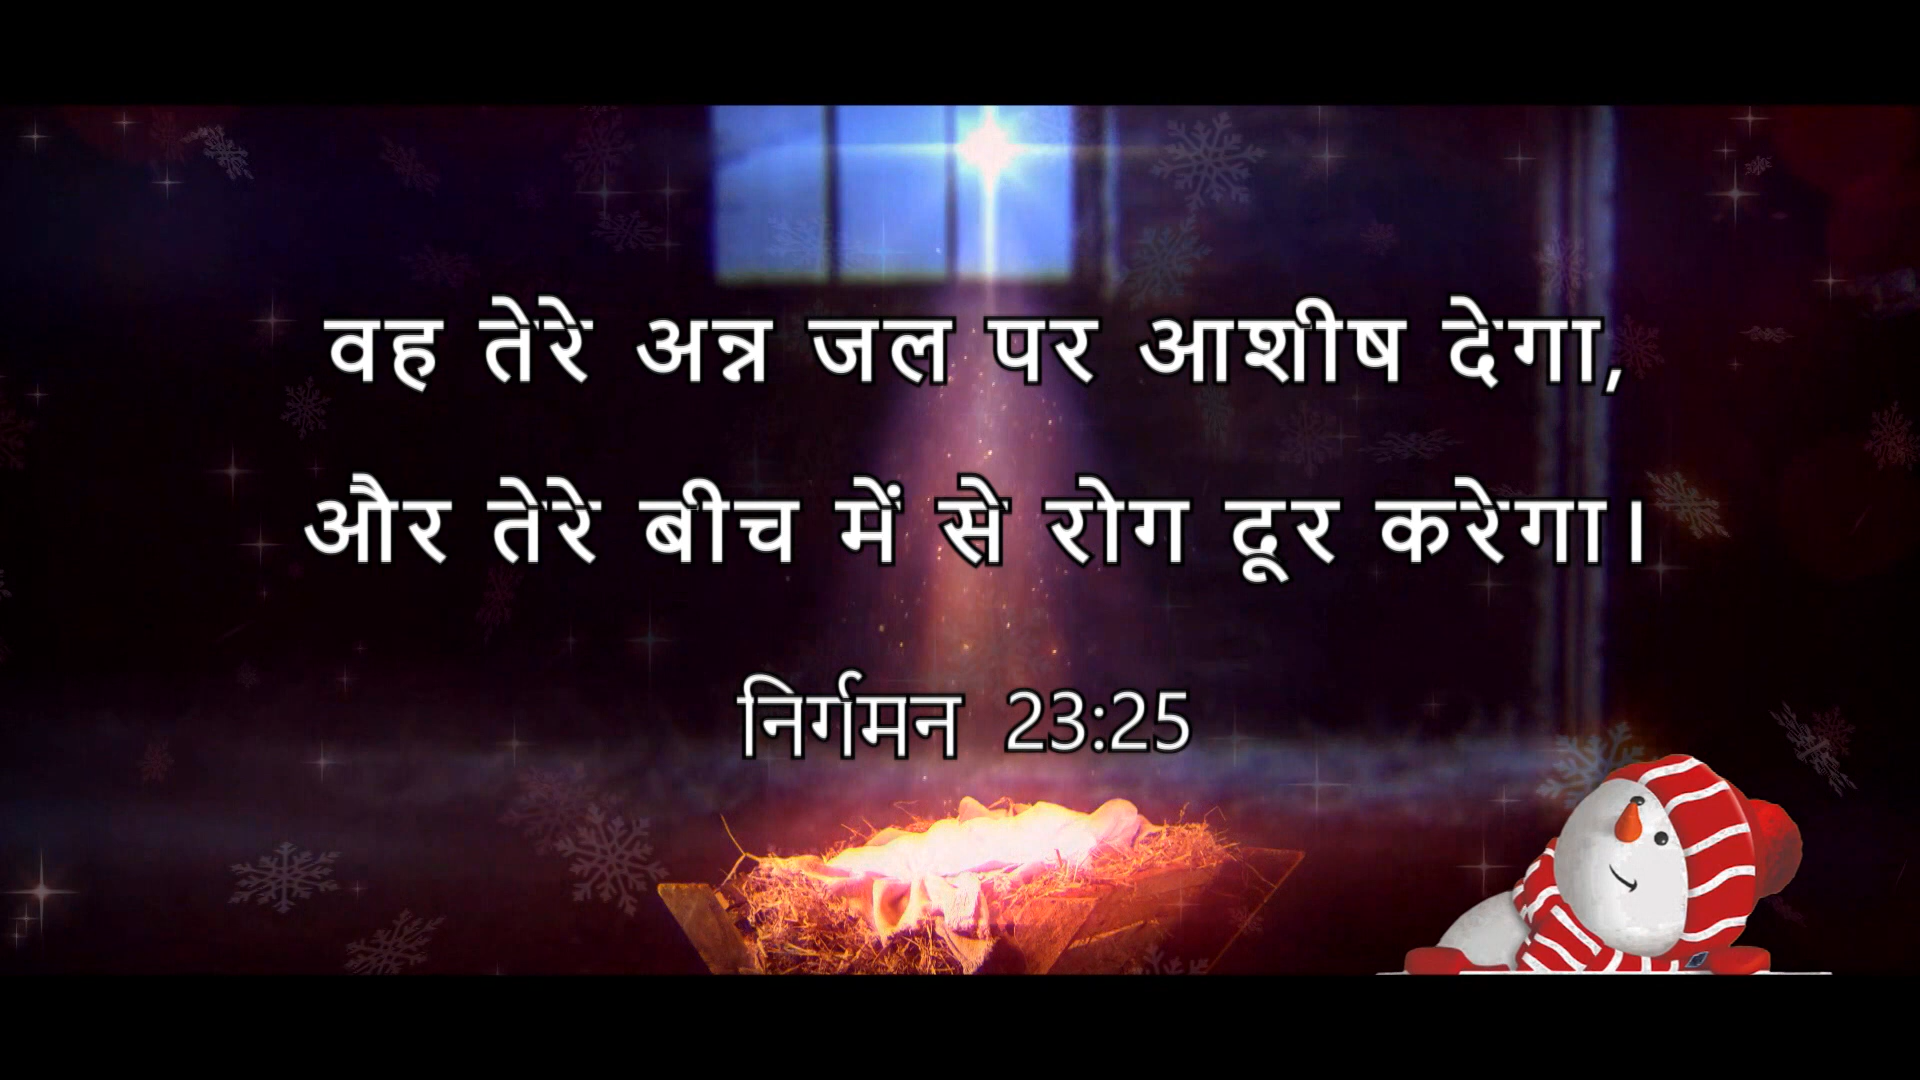 वह तेरे अन्न जल पर आशीष देगा,
और तेरे बीच में से रोग दूर करेगा।
निर्गमन 23:25